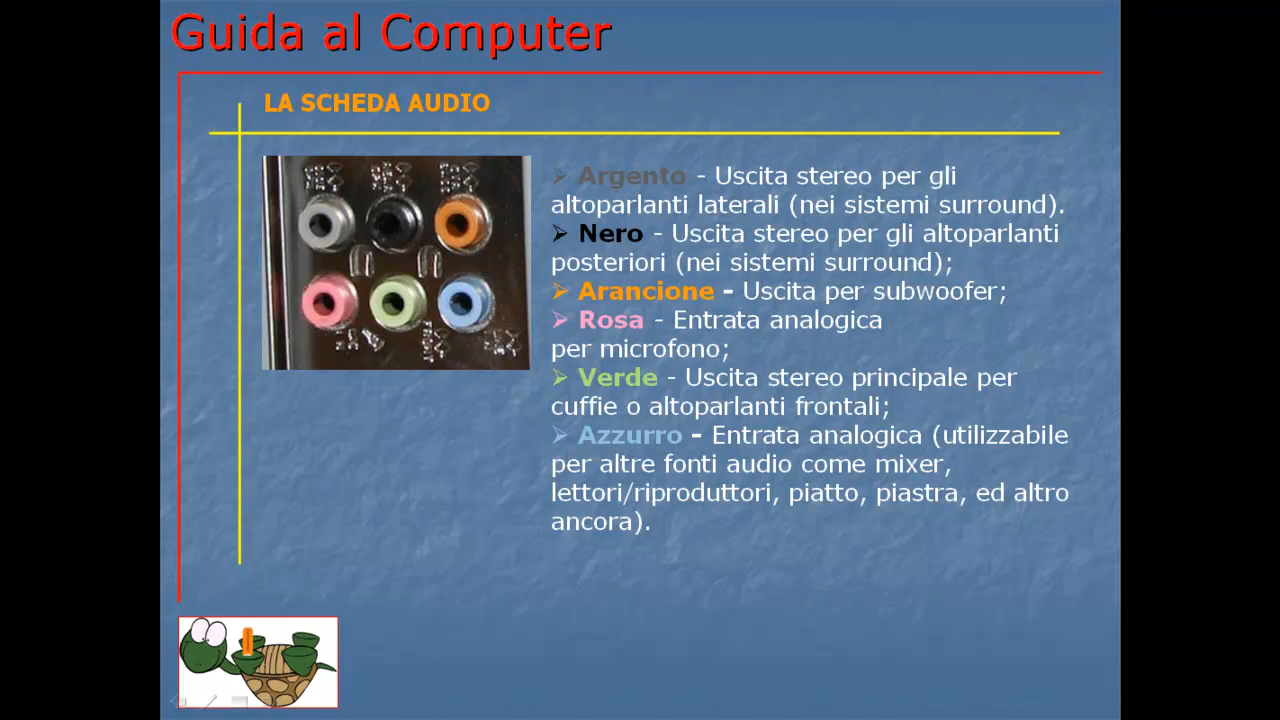 Guida al Computer
LA SCHEDA AUDIO
Argento - Uscita stereo per gli
altoparlanti laterali (nei sistemi surround).
Nero - Uscita stereo per gli altoparlanti
posteriori (nei sistemi surround);
Arancione - Uscita per subwoofer;
Rosa - Entrata analogica
per microfono;
Verde - Uscita stereo principale per
cuffie o altoparlanti frontali;
Azzurro - Entrata analogica (utilizzabile
per altre fonti audio come mixer,
lettori/riproduttori, piatto, piastra, ed altro
ancora).